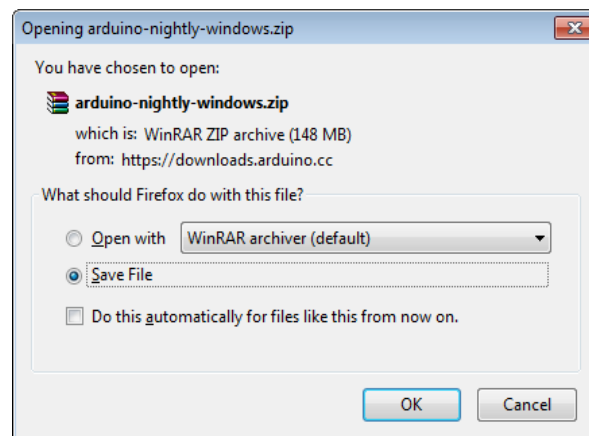 Opening arduino-nightly-windows.zip
You have chosen to open:
arduino-nightly-windows.zip
which is: WinRAR ZIP archive (148 MB)
from: https://downloads.arduino.cc
What should Firefox do with this file?
Open with WinRAR archiver (default)
Save File
Do this automatically for files like this from now on.
OK Cancel